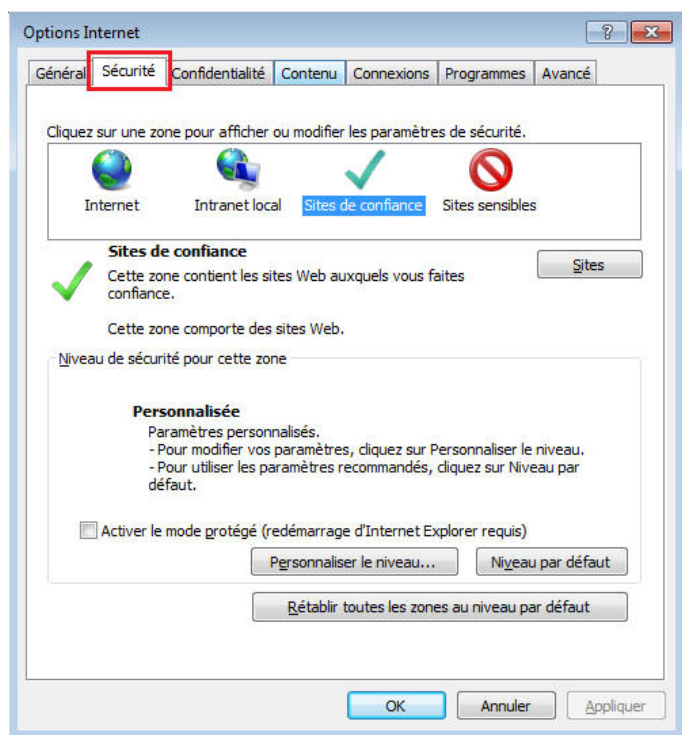 Options Internet
Général Sécurité Confidentialité Contenu Connexions Programmes Avancé
Cliquez sur une zone pour afficher ou modifier les paramètres de sécurité.
Internet Intranet local Sites de confiance Sites sensibles
Sites de confiance
Cette zone contient les sites Web auxquels vous faites
confiance.
Sites
Cette zone comporte des sites Web.
Niveau de sécurité pour cette zone
Personnalisée
Paramètres personnalisés.
- Pour modifier vos paramètres, cliquez sur Personnaliser le niveau.
- Pour utiliser les paramètres recommandés, cliquez sur Niveau par
défaut.
Activer le mode protégé (redémarrage d'Internet Explorer requis)
Personnaliser le niveau... Niveau par défaut
Rétablir toutes les zones au niveau par défaut
OK Annuler Appliquer